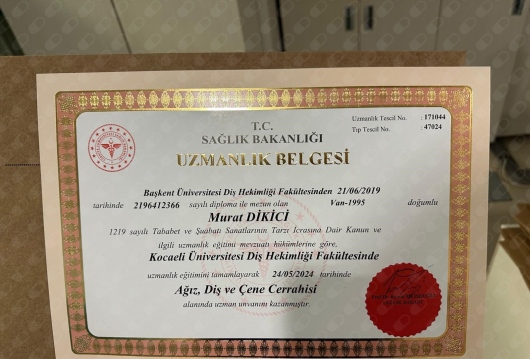 Uzmanlık Tescil No. : 171044
Tıp Tescil No. : 47024
T.C.
SAĞLIK BAKANLIĞI
UZMANLIK BELGESİ
Başkent Üniversitesi Diş Hekimliği Fakültesinden 21/06/2019
tarihinde 2196412366 sayılı diploma ile mezun olan Van-1995 doğumlu
Murat DİKİCİ
1219 sayılı Tababet ve Şuabatı Sanatlarının Tarzı İcrasına Dair Kanun ve
ilgili uzmanlık eğitimi mevzuatı hükümlerine göre,
Kocaeli Üniversitesi Diş Hekimliği Fakültesinde
uzmanlık eğitimini tamamlayarak 24/05/2024 tarihinde
Ağız, Diş ve Çene Cerrahisi
alanında uzman unvanını kazanmıştır.